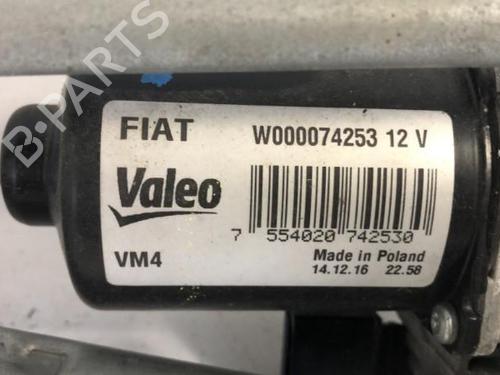 FIAT W000074253 12 V
Valeo
7 554020 742530
VM4 Made in Poland
14.12.16 22.58
B-Parts